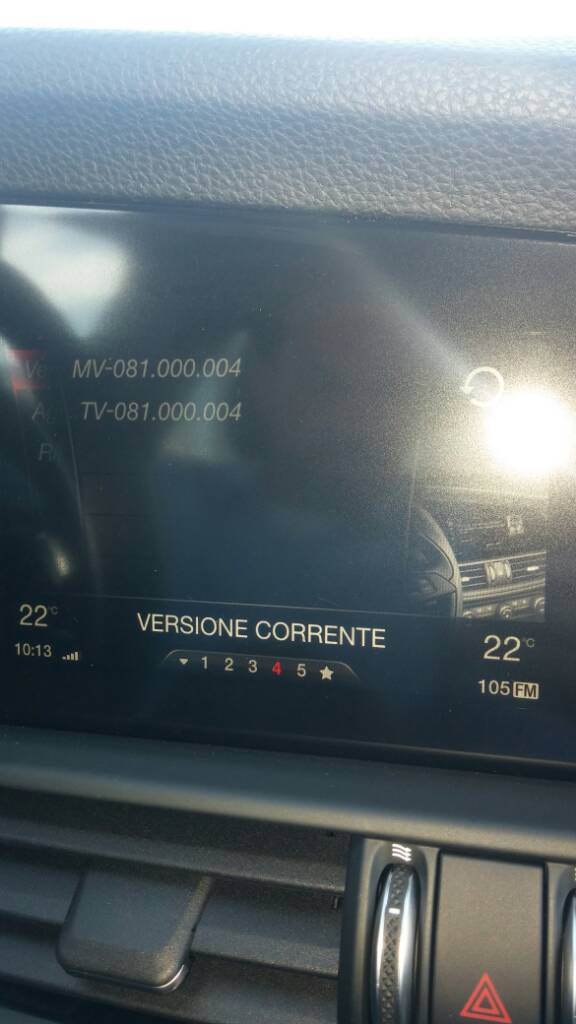 Ve MV-081.000.004
A TV-081.000.004
R
22°C
VERSIONE CORRENTE
22°C
10:13
1 2 3 4 5
105 FM